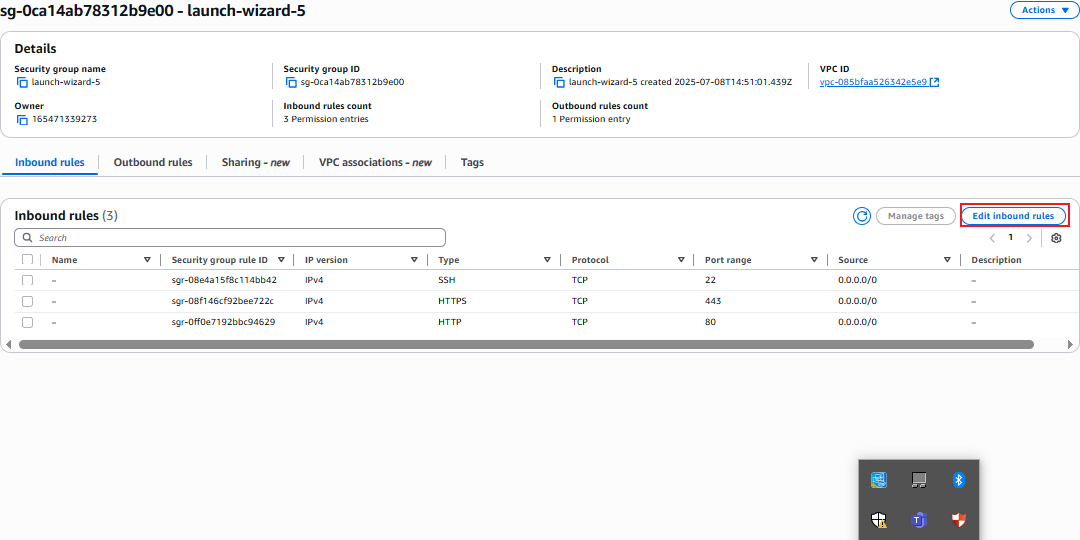 sg-0ca14ab78312b9e00 - launch-wizard-5
Actions
Details
Security group name
launch-wizard-5
Security group ID
sg-0ca14ab78312b9e00
Description
launch-wizard-5 created 2025-07-08T14:51:01.439Z
VPC ID
vpc-085bfaa526342e5e9
Owner
165471339273
Inbound rules count
3 Permission entries
Outbound rules count
1 Permission entry
Inbound rules Outbound rules Sharing - new VPC associations - new Tags
Inbound rules (3)
Manage tags
Edit inbound rules
Search
1
Name Security group rule ID IP version Type Protocol Port range Source Description
– sgr-08e4a15f8c114bb42 IPv4 SSH TCP 22 0.0.0.0/0 –
– sgr-08f146cf92bee722c IPv4 HTTPS TCP 443 0.0.0.0/0 –
– sgr-0ff0e7192bbc94629 IPv4 HTTP TCP 80 0.0.0.0/0 –